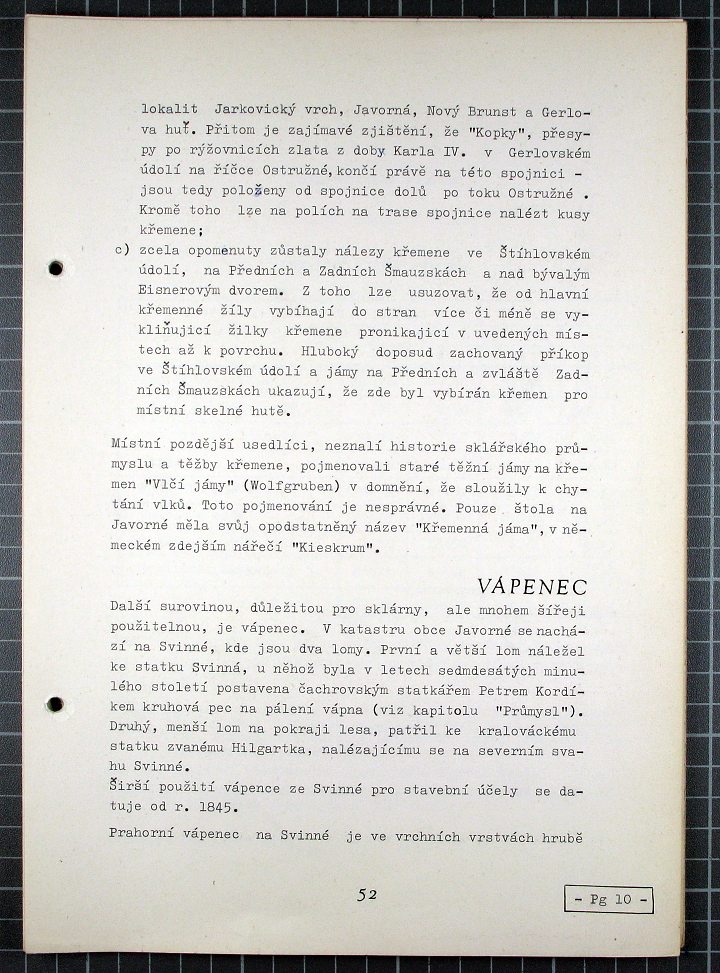 lokalit Jarkovický vrch, Javorná, Nový Brunst a Gerlo-
va huť. Přitom je zajímavé zjištění, že "Kopky", přesy-
py po rýžovnicích zlata z doby Karla IV. v Gerlovském
údolí na říčce Ostružné, končí právě na této spojnici -
jsou tedy položeny od spojnice dolů po toku Ostružné .
Kromě toho lze na polích na trase spojnice nalézt kusy
křemene;
c) zcela opomenuty zůstaly nálezy křemene ve Štíhlovském
údolí, na Předních a Zadních Šmauzskách a nad bývalým
Eisnerovým dvorem. Z toho lze usuzovat, že od hlavní
křemenné žíly vybíhají do stran více či méně se vy-
kliňujicí žilky křemene pronikajicí v uvedených mís-
tech až k povrchu. Hluboký doposud zachovaný příkop
ve Štíhlovském údolí a jámy na Předních a zvláště Zad-
ních Šmauzskách ukazují, že zde byl vybírán křemen pro
místní skelné hutě.
Místní pozdější usedlíci, neznalí historie sklářského prů-
myslu a těžby křemene, pojmenovali staré těžní jámy na kře-
men "Vlčí jámy" (Wolfgruben) v domnění, že sloužily k chy-
tání vlků. Toto pojmenování je nesprávné. Pouze štola na
Javorné měla svůj opodstatněný název "Křemenná jáma", v ně-
meckém zdejším nářečí "Kieskrum".
VÁPENEC
Další surovinou, důležitou pro sklárny, ale mnohem šířeji
použitelnou, je vápenec. V katastru obce Javorné se nachá-
zí na Svinné, kde jsou dva lomy. První a větší lom náležel
ke statku Svinná, u něhož byla v letech sedmdesátých minu-
lého století postavena čachrovským statkářem Petrem Kordí-
kem kruhová pec na pálení vápna (viz kapitolu "Průmysl").
Druhý, menší lom na pokraji lesa, patřil ke kralováckému
statku zvanému Hilgartka, nalézajícímu se na severním sva-
hu Svinné.
Širší použití vápence ze Svinné pro stavební účely se da-
tuje od r. 1845.
Prahorní vápenec na Svinné je ve vrchních vrstvách hrubě
52
- Pg 10 -